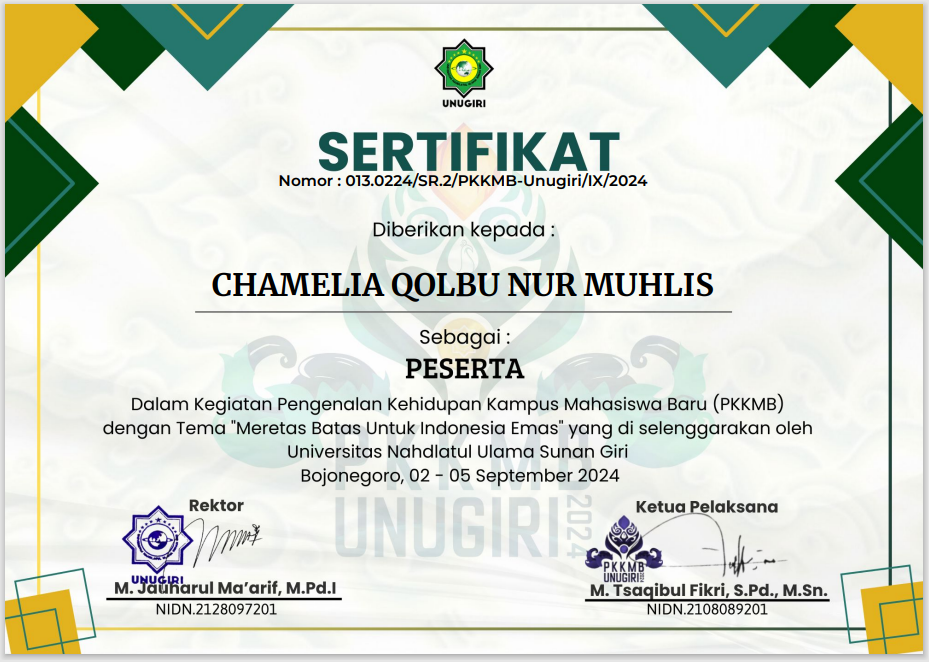 UNUGIRI
SERTIFIKAT
Nomor : 013.0224/SR.2/PKKMB-Unugiri/IX/2024
Diberikan kepada :
CHAMELIA QOLBU NUR MUHLIS
Sebagai :
PESERTA
Dalam Kegiatan Pengenalan Kehidupan Kampus Mahasiswa Baru (PKKMB)
dengan Tema "Meretas Batas Untuk Indonesia Emas" yang di selenggarakan oleh
Universitas Nahdlatul Ulama Sunan Giri
Bojonegoro, 02 - 05 September 2024
PKKMB
UNUGIRI
2024
Rektor
UNUGIRI
M. Jauharul Ma'arif, M.Pd.I
NIDN.2128097201
Ketua Pelaksana
PKKMB
UNUGIRI
M. Tsaqibul Fikri, S.Pd., M.Sn.
NIDN.2108089201